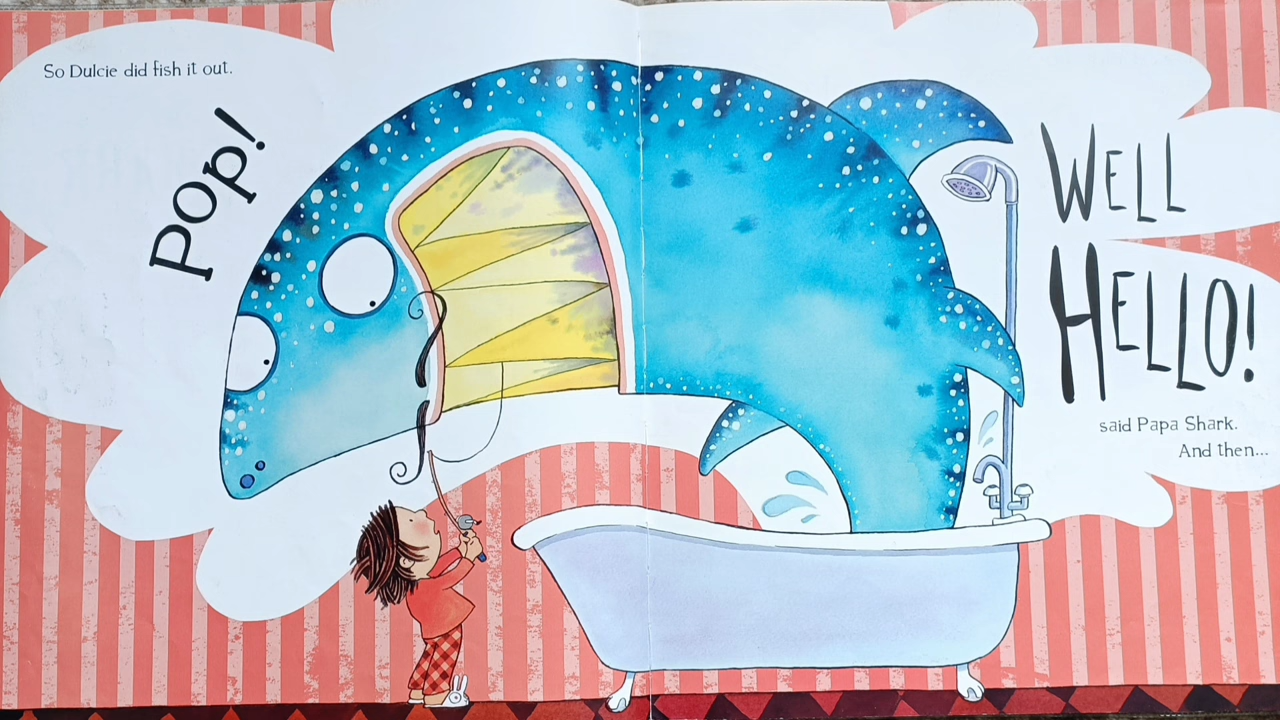 So Dulcie did fish it out.
Pop!
WELL
HELLO!
said Papa Shark.
And then...